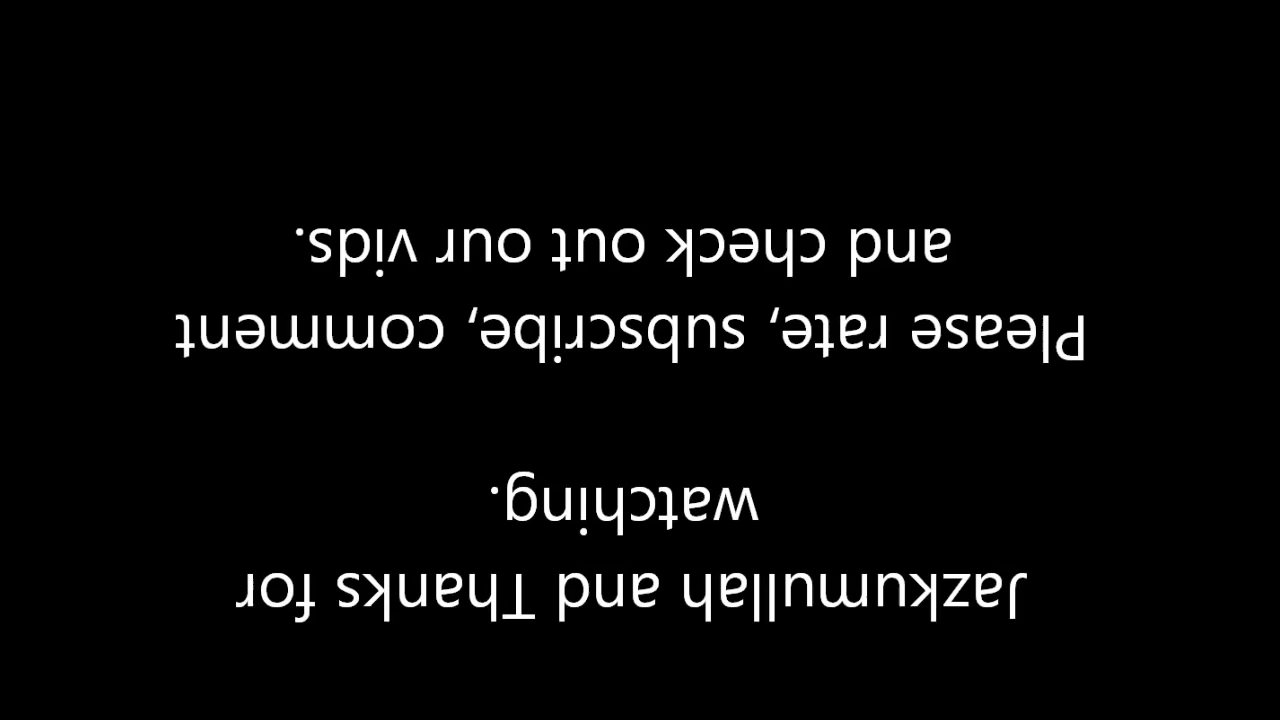 Jazkumullah and Thanks for
watching.
Please rate, subscribe, comment
and check out our vids.